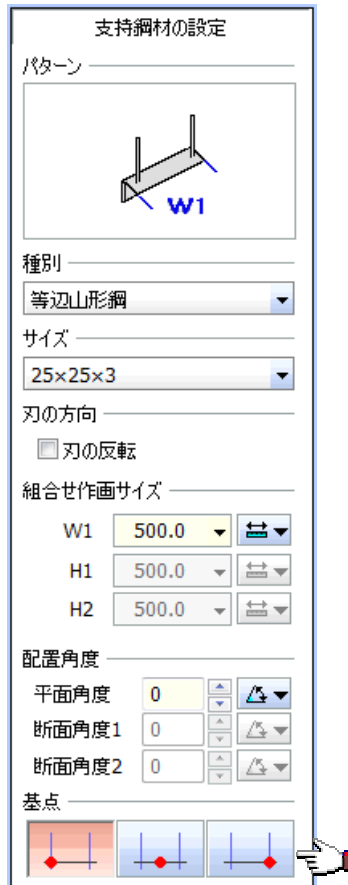 支持鋼材の設定
パターン
W1
種別
等辺山形鋼
サイズ
25×25×3
刃の方向
刃の反転
組合せ作画サイズ
W1 500.0
H1 500.0
H2 500.0
配置角度
平面角度 0
断面角度1 0
断面角度2 0
基点